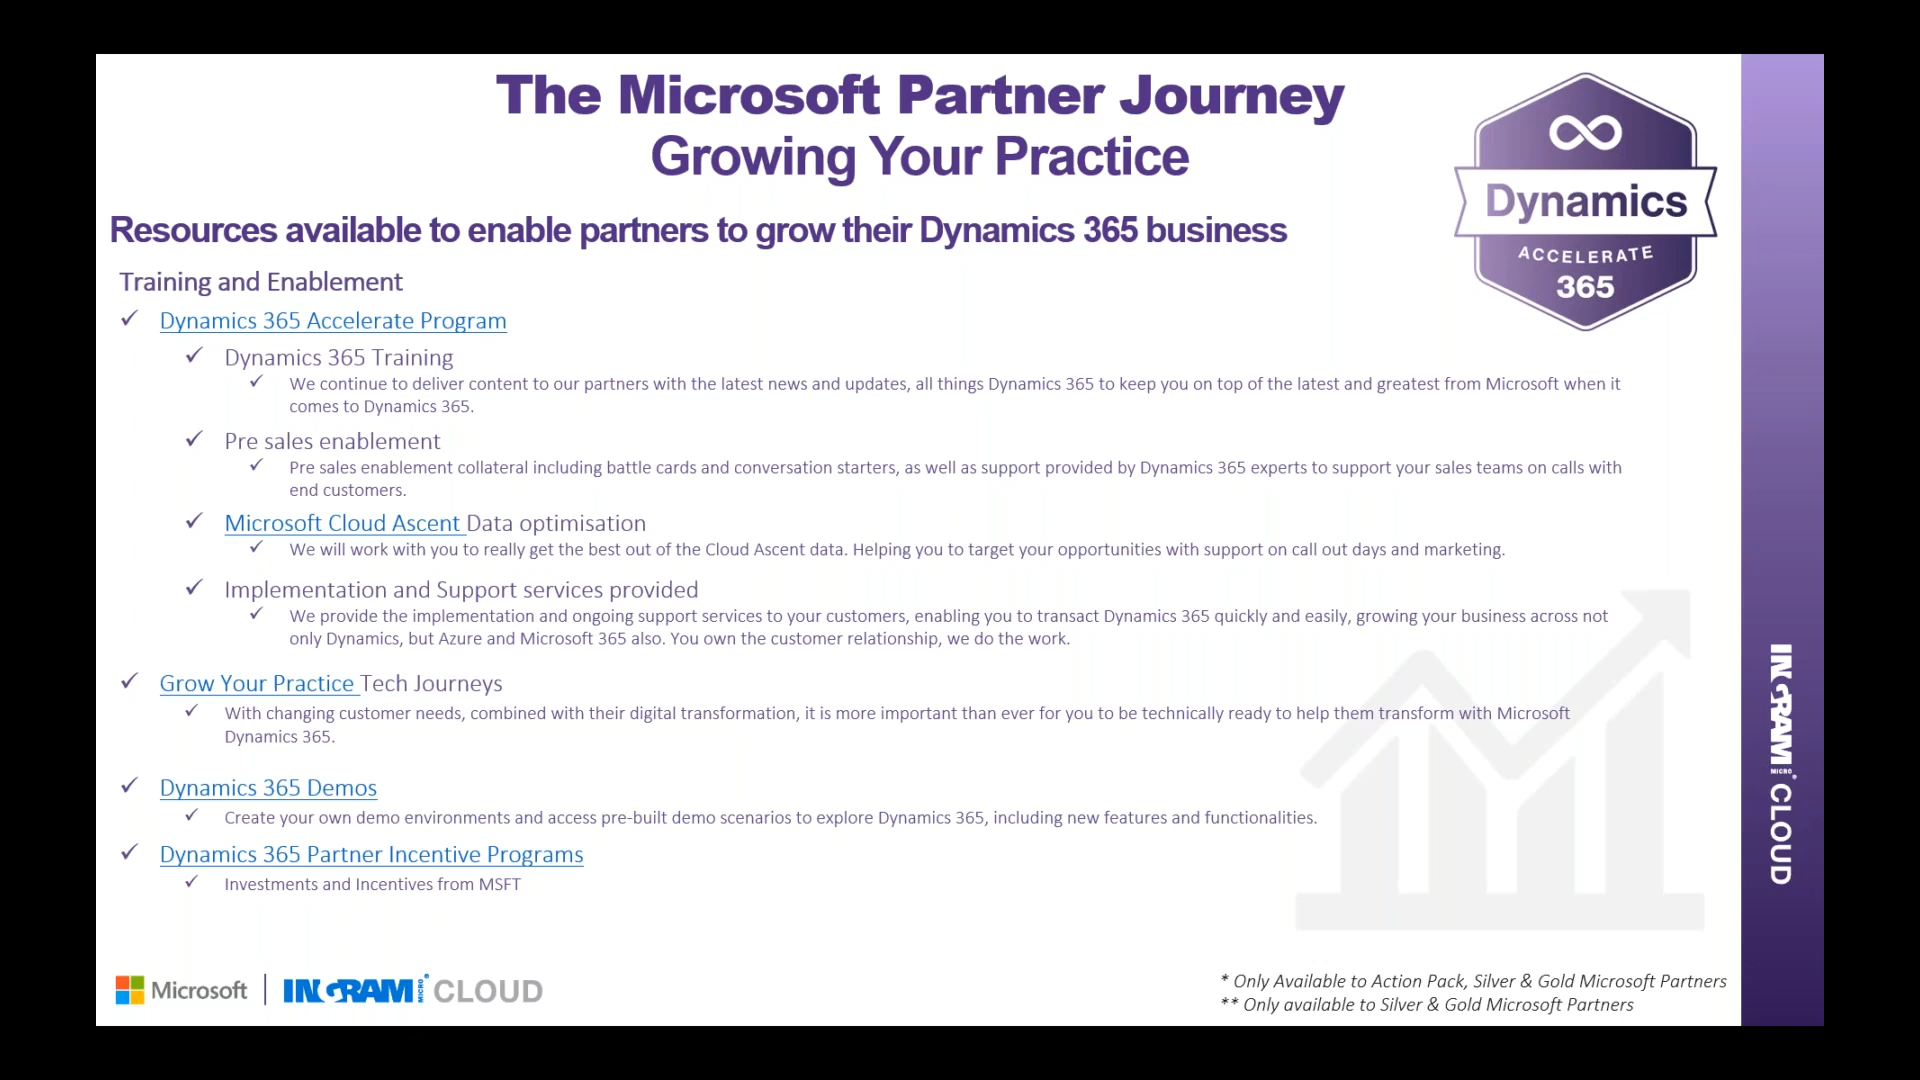 The Microsoft Partner Journey
Growing Your Practice
Dynamics
ACCELERATE
365
Resources available to enable partners to grow their Dynamics 365 business
Training and Enablement
Dynamics 365 Accelerate Program
Dynamics 365 Training
We continue to deliver content to our partners with the latest news and updates, all things Dynamics 365 to keep you on top of the latest and greatest from Microsoft when it
comes to Dynamics 365.
Pre sales enablement
Pre sales enablement collateral including battle cards and conversation starters, as well as support provided by Dynamics 365 experts to support your sales teams on calls with
end customers.
Microsoft Cloud Ascent Data optimisation
We will work with you to really get the best out of the Cloud Ascent data. Helping you to target your opportunities with support on call out days and marketing.
Implementation and Support services provided
We provide the implementation and ongoing support services to your customers, enabling you to transact Dynamics 365 quickly and easily, growing your business across not
only Dynamics, but Azure and Microsoft 365 also. You own the customer relationship, we do the work.
Grow Your Practice Tech Journeys
With changing customer needs, combined with their digital transformation, it is more important than ever for you to be technically ready to help them transform with Microsoft
Dynamics 365.
Dynamics 365 Demos
Create your own demo environments and access pre-built demo scenarios to explore Dynamics 365, including new features and functionalities.
Dynamics 365 Partner Incentive Programs
Investments and Incentives from MSFT
Microsoft | INGRAM MICRO® CLOUD
* Only Available to Action Pack, Silver & Gold Microsoft Partners
** Only available to Silver & Gold Microsoft Partners
INGRAM MICRO® CLOUD